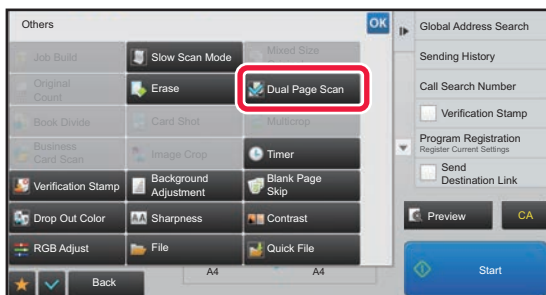 Others
OK
Job Build
Slow Scan Mode
Mixed Size
Original
Count
Erase
Dual Page Scan
Book Divide
Card Shot
Multicrop
Business
Card Scan
Image Crop
Timer
Verification Stamp
Background
Adjustment
Blank Page
Skip
Drop Out Color
Sharpness
Contrast
RGB Adjust
File
Quick File
Back
A4
A4
Global Address Search
Sending History
Call Search Number
Verification Stamp
Program Registration
Register Current Settings
Send
Destination Link
Preview
CA
Start